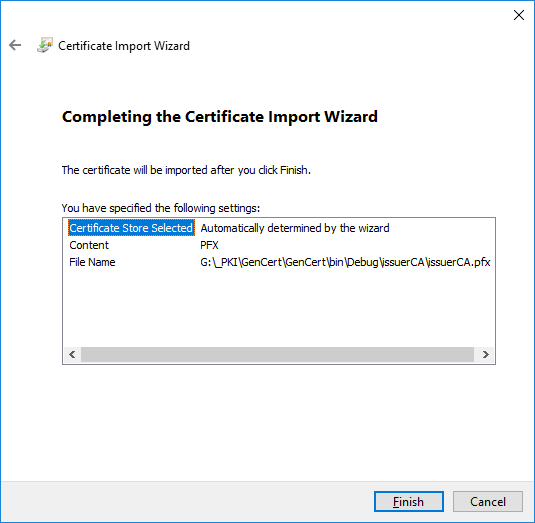 Certificate Import Wizard
Completing the Certificate Import Wizard
The certificate will be imported after you click Finish.
You have specified the following settings:
Certificate Store Selected Automatically determined by the wizard
Content PFX
File Name G:\_PKI\GenCert\GenCert\bin\Debug\issuerCA\issuerCA.pfx
Finish Cancel